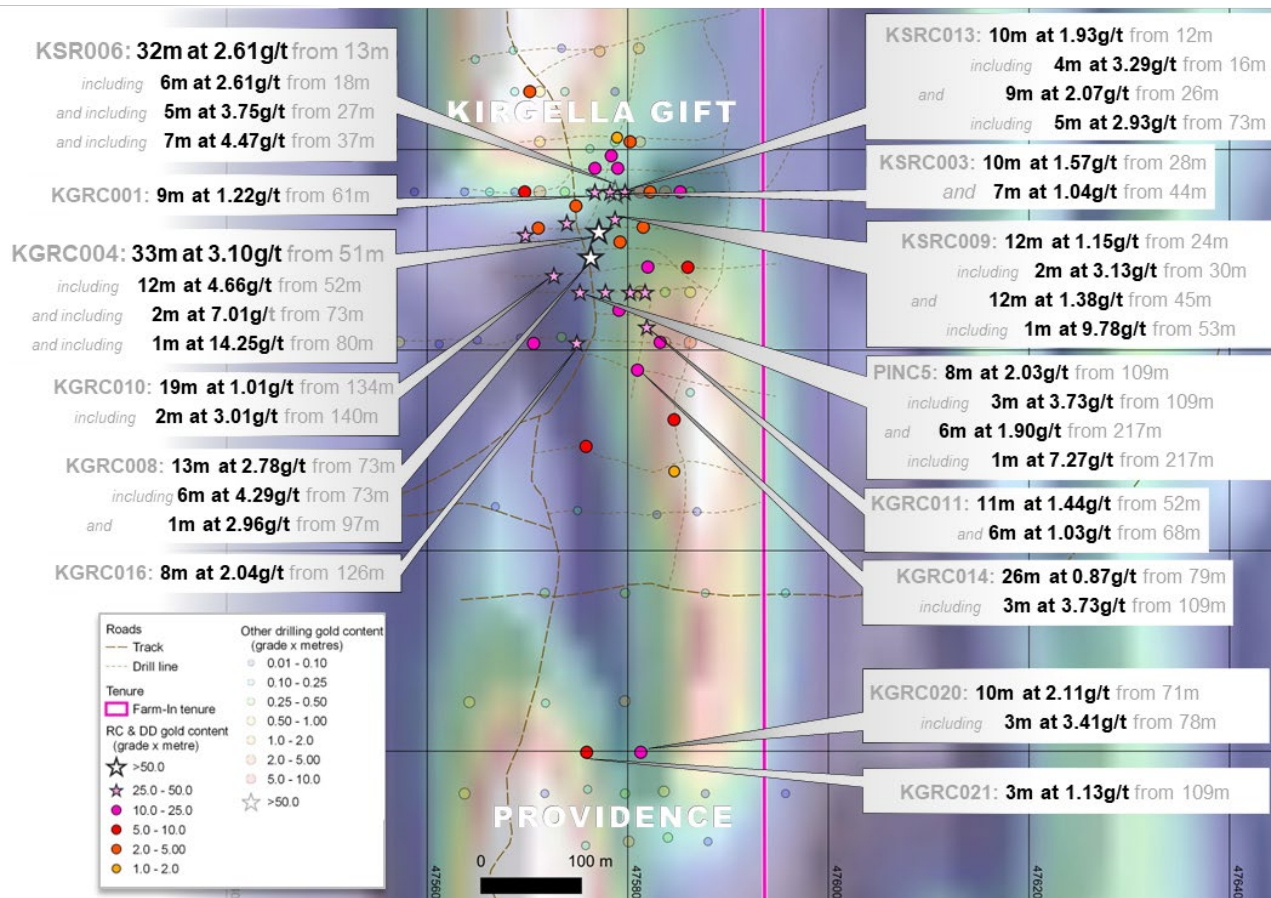 KSR006: 32m at 2.61g/t from 13m
including 6m at 2.61g/t from 18m
and including 5m at 3.75g/t from 27m
and including 7m at 4.47g/t from 37m
KGRC001: 9m at 1.22g/t from 61m
KGRC004: 33m at 3.10g/t from 51m
including 12m at 4.66g/t from 52m
and including 2m at 7.01g/t from 73m
and including 1m at 14.25g/t from 80m
KGRC010: 19m at 1.01g/t from 134m
including 2m at 3.01g/t from 140m
KGRC008: 13m at 2.78g/t from 73m
including 6m at 4.29g/t from 73m
and 1m at 2.96g/t from 97m
KGRC016: 8m at 2.04g/t from 126m
KIRGELLA GIFT
KSRC013: 10m at 1.93g/t from 12m
including 4m at 3.29g/t from 16m
and 9m at 2.07g/t from 26m
including 5m at 2.93g/t from 73m
KSRC003: 10m at 1.57g/t from 28m
and 7m at 1.04g/t from 44m
KSRC009: 12m at 1.15g/t from 24m
including 2m at 3.13g/t from 30m
and 12m at 1.38g/t from 45m
including 1m at 9.78g/t from 53m
PINC5: 8m at 2.03g/t from 109m
including 3m at 3.73g/t from 109m
and 6m at 1.90g/t from 217m
including 1m at 7.27g/t from 217m
KGRC011: 11m at 1.44g/t from 52m
and 6m at 1.03g/t from 68m
KGRC014: 26m at 0.87g/t from 79m
including 3m at 3.73g/t from 109m
KGRC020: 10m at 2.11g/t from 71m
including 3m at 3.41g/t from 78m
KGRC021: 3m at 1.13g/t from 109m
PROVIDENCE
Roads
Track
Drill line
Tenure
Farm-In tenure
RC & DD gold content
(grade x metre)
>50.0
25.0 - 50.0
10.0 - 25.0
5.0 - 10.0
2.0 - 5.00
1.0 - 2.0
Other drilling gold content
(grade x metres)
0.01 - 0.10
0.10 - 0.25
0.25 - 0.50
0.50 - 1.00
1.0 - 2.0
2.0 - 5.00
5.0 - 10.0
>50.0
0 100 m
47560
47580
47600
47620
47640